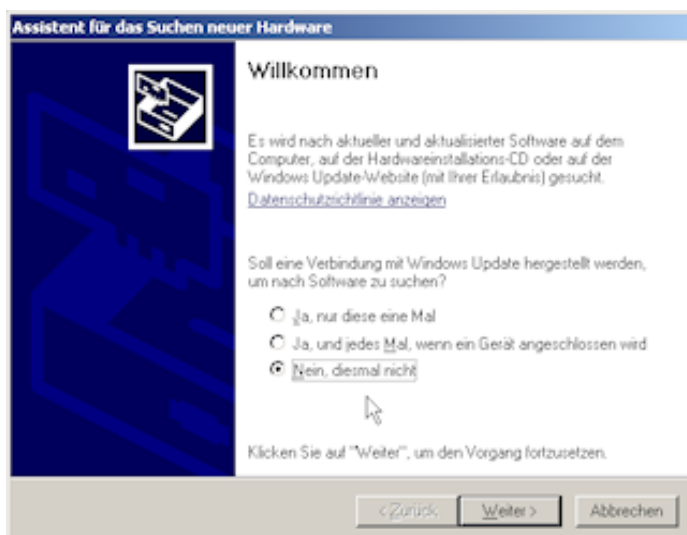 Assistent für das Suchen neuer Hardware
Willkommen
Es wird nach aktueller und aktualisierter Software auf dem
Computer, auf der Hardwareinstallations-CD oder auf der
Windows Update-Website (mit Ihrer Erlaubnis) gesucht.
Datenschutzrichtlinie anzeigen
Soll eine Verbindung mit Windows Update hergestellt werden,
um nach Software zu suchen?
Ja, nur diese eine Mal
Ja, und jedes Mal, wenn ein Gerät angeschlossen wird
Nein, diesmal nicht
Klicken Sie auf "Weiter", um den Vorgang fortzusetzen.
< Zurück Weiter > Abbrechen